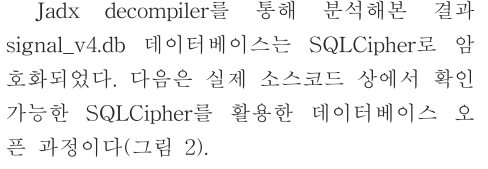 Jadx decompiler를 통해 분석해본 결과
signal_v4.db 데이터베이스는 SQLCipher로 암
호화되었다. 다음은 실제 소스코드 상에서 확인
가능한 SQLCipher를 활용한 데이터베이스 오
픈 과정이다(그림 2).